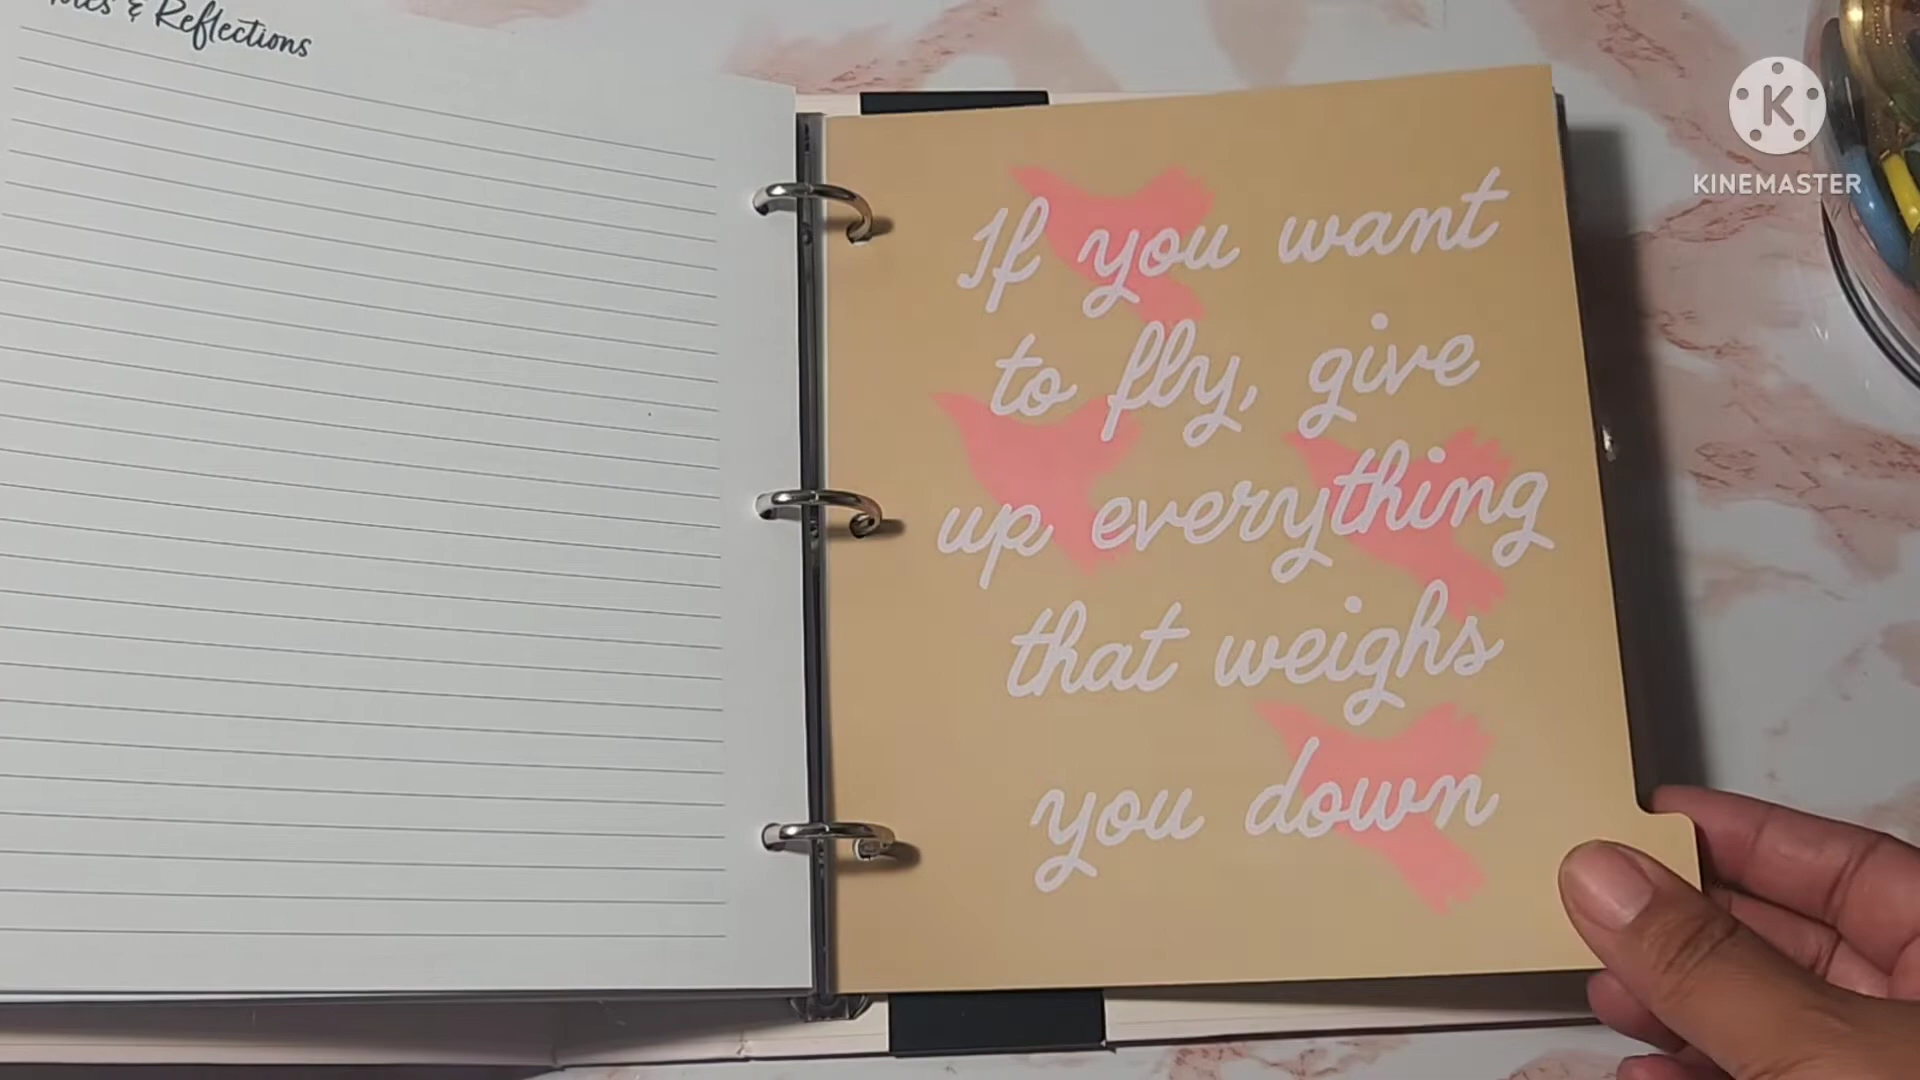 & Reflections
If you want
to fly, give
up everything
that weighs
you down
K
KINEMASTER